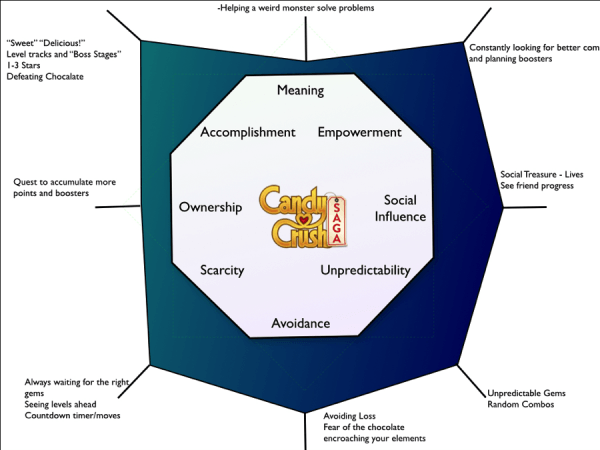 -Helping a weird monster solve problems
“Sweet” “Delicious!”
Level tracks and “Boss Stages”
1-3 Stars
Defeating Chocalate
Constantly looking for better com
and planning boosters
Meaning
Accomplishment
Empowerment
Quest to accumulate more
points and boosters
Social Treasure - Lives
See friend progress
Ownership
Candy
Crush
SAGA
Social
Influence
Scarcity
Unpredictability
Avoidance
Always waiting for the right
gems
Seeing levels ahead
Countdown timer/moves
Unpredictable Gems
Random Combos
Avoiding Loss
Fear of the chocolate
encroaching your elements